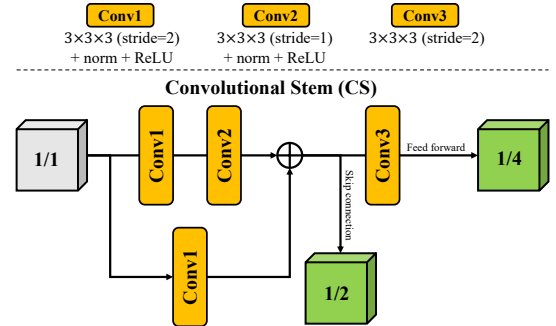 Conv1 Conv2 Conv3
3×3×3 (stride=2) 3×3×3 (stride=1) 3×3×3 (stride=2)
+ norm + ReLU + norm + ReLU
Convolutional Stem (CS)
1/1
Conv1
Conv2
Conv3
Feed forward
1/4
Skip connection
Conv1
1/2